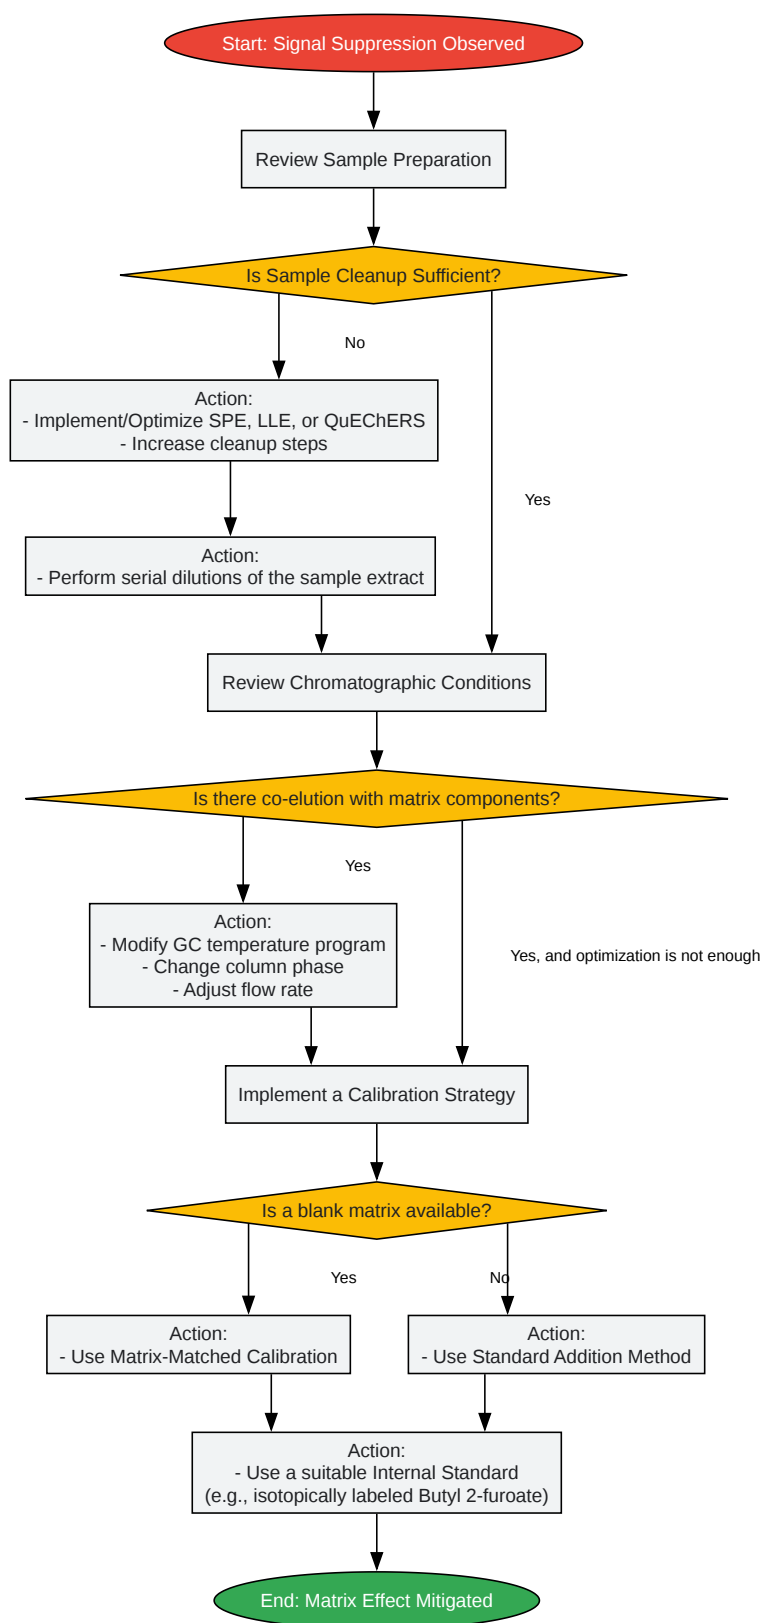 Start: Signal Suppression Observed
Review Sample Preparation
Is Sample Cleanup Sufficient?
No
Action:
- Implement/Optimize SPE, LLE, or QuEChERS
- Increase cleanup steps
Yes
Action:
- Perform serial dilutions of the sample extract
Review Chromatographic Conditions
Is there co-elution with matrix components?
Yes
Action:
- Modify GC temperature program
- Change column phase
- Adjust flow rate
Yes, and optimization is not enough
Implement a Calibration Strategy
Is a blank matrix available?
Yes
No
Action:
- Use Matrix-Matched Calibration
Action:
- Use Standard Addition Method
Action:
- Use a suitable Internal Standard
(e.g., isotopically labeled Butyl 2-furoate)
End: Matrix Effect Mitigated